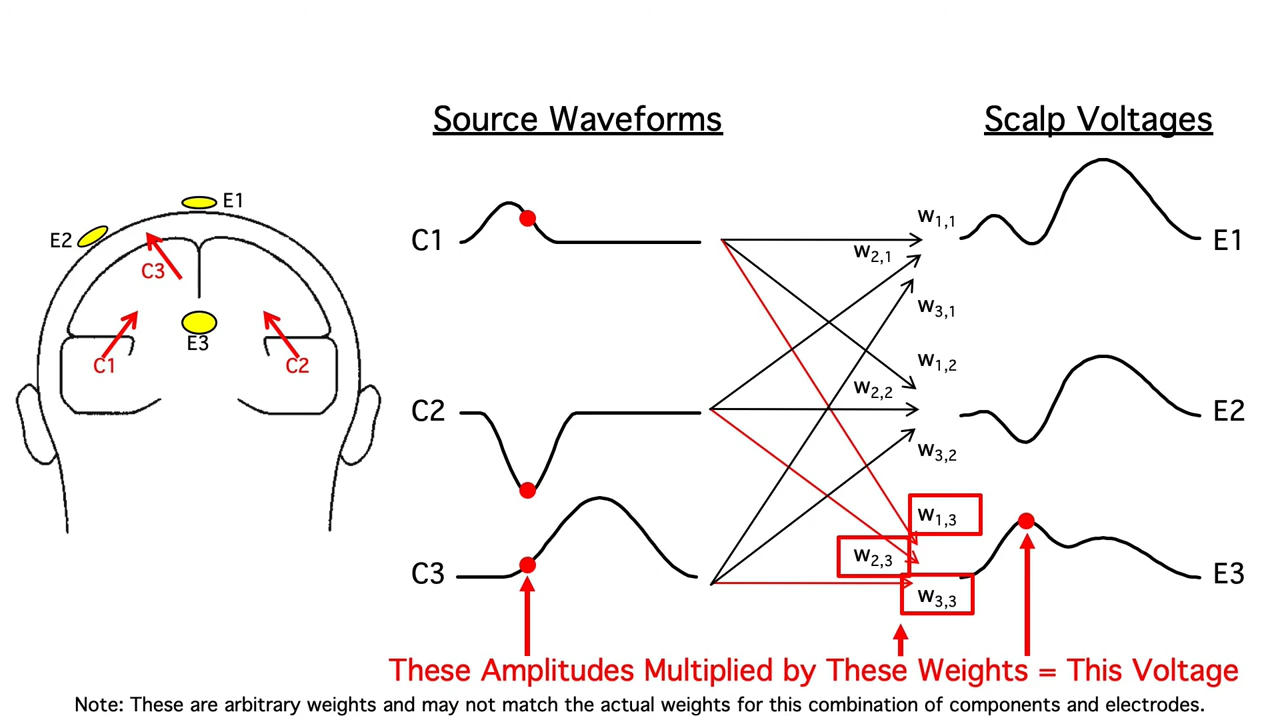 Source Waveforms
Scalp Voltages
E1
E2
C3
C1
E3
C2
C1
C2
C3
w1,1
w2,1
w3,1
w1,2
w2,2
w3,2
w1,3
w2,3
w3,3
E1
E2
E3
These Amplitudes Multiplied by These Weights = This Voltage
Note: These are arbitrary weights and may not match the actual weights for this combination of components and electrodes.